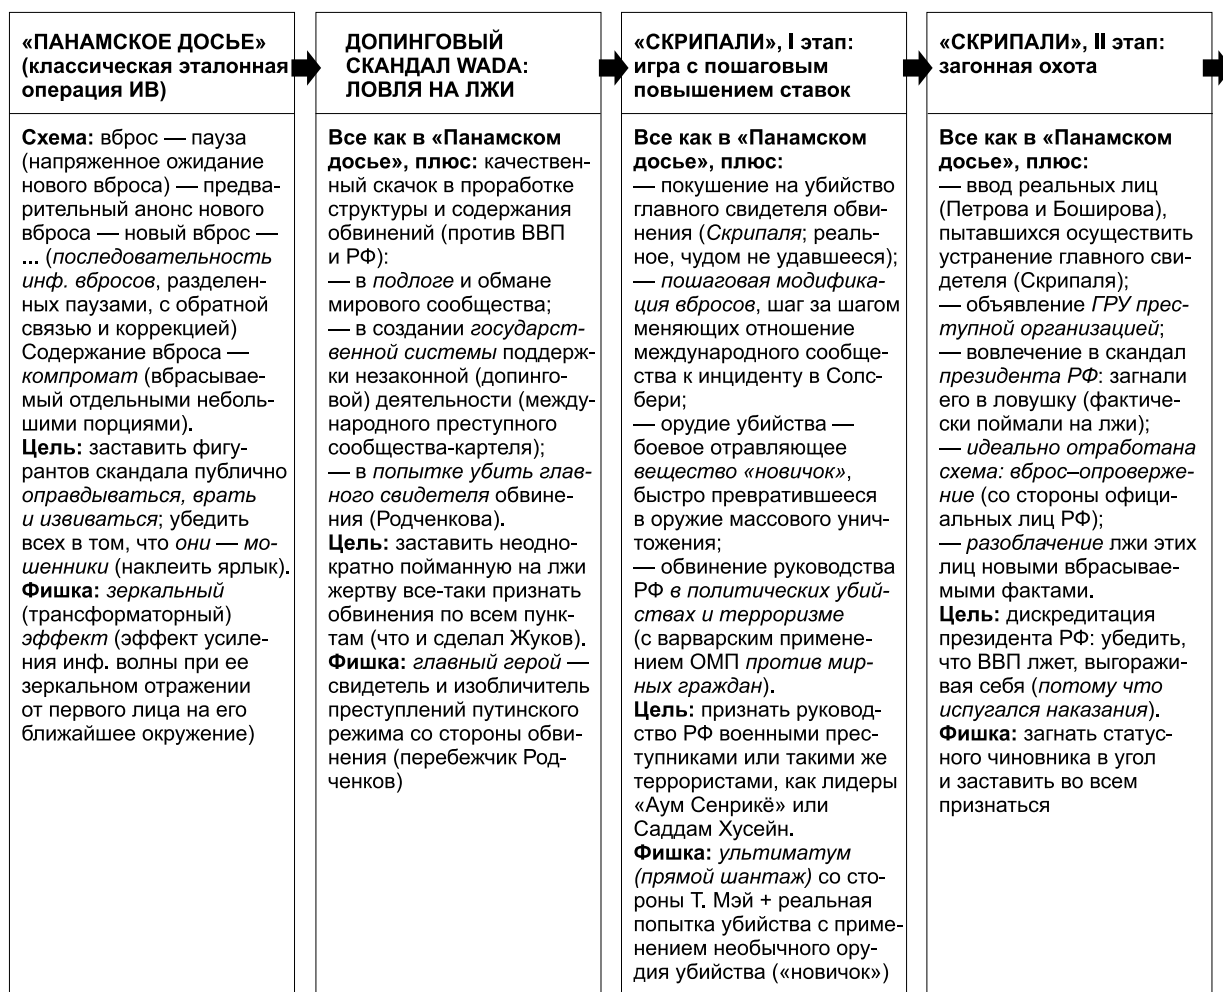 «ПАНАМСКОЕ ДОСЬЕ»
(классическая эталонная
операция ИВ)
Схема: вброс — пауза
(напряженное ожидание
нового вброса) — предва-
рительный анонс нового
вброса — новый вброс —
... (последовательность
инф. вбросов, разделен-
ных паузами, с обратной
связью и коррекцией)
Содержание вброса —
компромат (вбрасывае-
мый отдельными неболь-
шими порциями).
Цель: заставить фигу-
рантов скандала публично
оправдываться, врать
и извиваться; убедить
всех в том, что они — мо-
шенники (наклеить ярлык).
Фишка: зеркальный
(трансформаторный)
эффект (эффект усиле-
ния инф. волны при ее
зеркальном отражении
от первого лица на его
ближайшее окружение)
ДОПИНГОВЫЙ
СКАНДАЛ WADA:
ЛОВЛЯ НА ЛЖИ
Все как в «Панамском
досье», плюс: качествен-
ный скачок в проработке
структуры и содержания
обвинений (против ВВП
и РФ):
— в подлоге и обмане
мирового сообщества;
— в создании государст-
венной системы поддерж-
ки незаконной (допинго-
вой) деятельности (между-
народного преступного
сообщества-картеля);
— в попытке убить глав-
ного свидетеля обвине-
ния (Родченкова).
Цель: заставить неодно-
кратно пойманную на лжи
жертву все-таки признать
обвинения по всем пунк-
там (что и сделал Жуков).
Фишка: главный герой —
свидетель и изобличитель
преступлений путинского
режима со стороны обви-
нения (перебежчик Род-
ченков)
«СКРИПАЛИ», I этап:
игра с пошаговым
повышением ставок
Все как в «Панамском
досье», плюс:
— покушение на убийство
главного свидетеля обви-
нения (Скрипаля; реаль-
ное, чудом не удавшееся);
— пошаговая модифика-
ция вбросов, шаг за шагом
меняющих отношение
международного сообще-
ства к инциденту в Солс-
бери;
— орудие убийства —
боевое отравляющее
вещество «новичок»,
быстро превратившееся
в оружие массового унич-
тожения;
— обвинение руководства
РФ в политических убий-
ствах и терроризме
(с варварским примене-
нием ОМП против мир-
ных граждан).
Цель: признать руковод-
ство РФ военными прес-
тупниками или такими же
террористами, как лидеры
«Аум Сенрикё» или
Саддам Хусейн.
Фишка: ультиматум
(прямой шантаж) со сто-
роны Т. Мэй + реальная
попытка убийства с приме-
нением необычного ору-
дия убийства («новичок»)
«СКРИПАЛИ», II этап:
загонная охота
Все как в «Панамском
досье», плюс:
— ввод реальных лиц
(Петрова и Боширова),
пытавшихся осуществить
устранение главного сви-
детеля (Скрипаля);
— объявление ГРУ прес-
тупной организацией;
— вовлечение в скандал
президента РФ: загнали
его в ловушку (фактиче-
ски поймали на лжи);
— идеально отработана
схема: вброс–опроверже-
ние (со стороны офици-
альных лиц РФ);
— разоблачение лжи этих
лиц новыми вбрасывае-
мыми фактами.
Цель: дискредитация
президента РФ: убедить,
что ВВП лжет, выгоражи-
вая себя (потому что
испугался наказания).
Фишка: загнать статус-
ного чиновника в угол
и заставить во всем
признаться